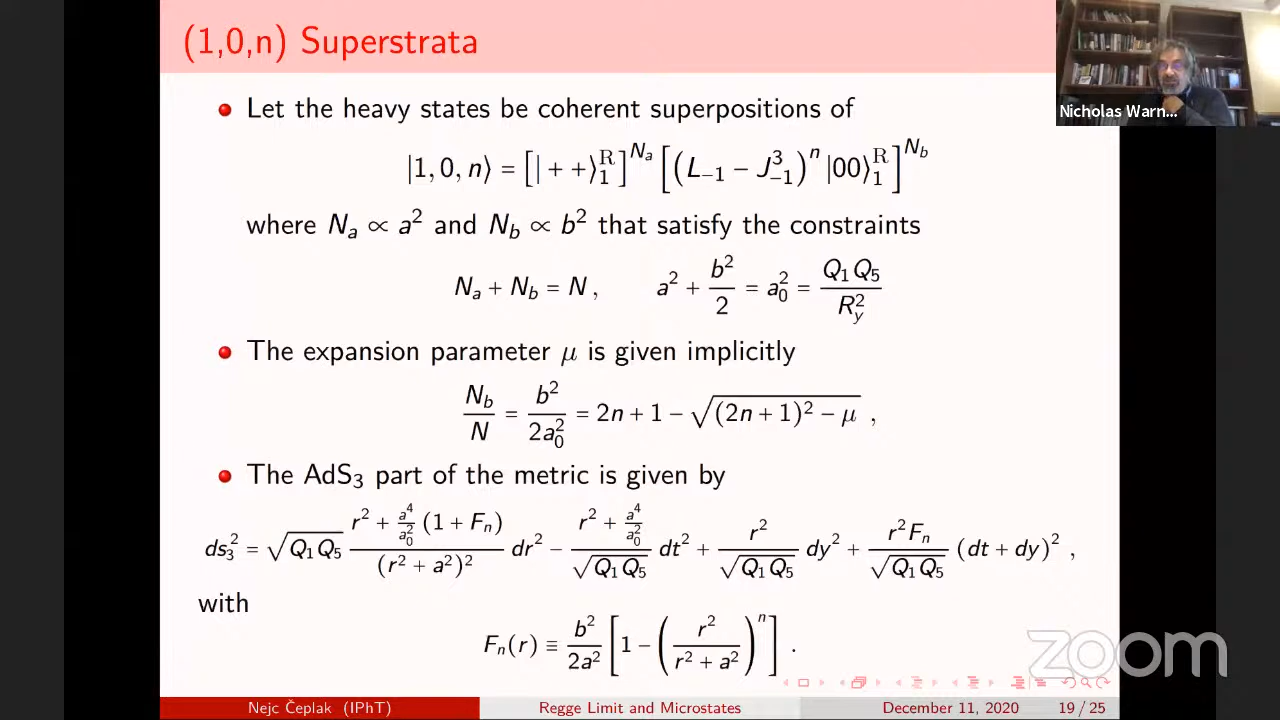 (1,0,n) Superstrata
Nicholas Warn...
Let the heavy states be coherent superpositions of
|1, 0, n⟩ = [| + +⟩₁ᴿ]^{N_a} [(L₋₁ − J³₋₁)ⁿ |00⟩₁ᴿ]^{N_b}
where N_a ∝ a² and N_b ∝ b² that satisfy the constraints
N_a + N_b = N , a² + b²/2 = a₀² = Q₁Q₅/R_y²
The expansion parameter μ is given implicitly
N_b/N = b²/2a₀² = 2n + 1 − √((2n + 1)² − μ) ,
The AdS₃ part of the metric is given by
ds₃² = √(Q₁Q₅) (r² + a⁴/a₀² (1 + F_n))/(r² + a²)² dr² − (r² + a⁴/a₀²)/√(Q₁Q₅) dt² + r²/√(Q₁Q₅) dy² + r²F_n/√(Q₁Q₅) (dt + dy)² ,
with
F_n(r) ≡ b²/2a² [1 − (r²/(r² + a²))ⁿ] .
zoom
Nejc Čeplak (IPhT) Regge Limit and Microstates December 11, 2020 19 / 25